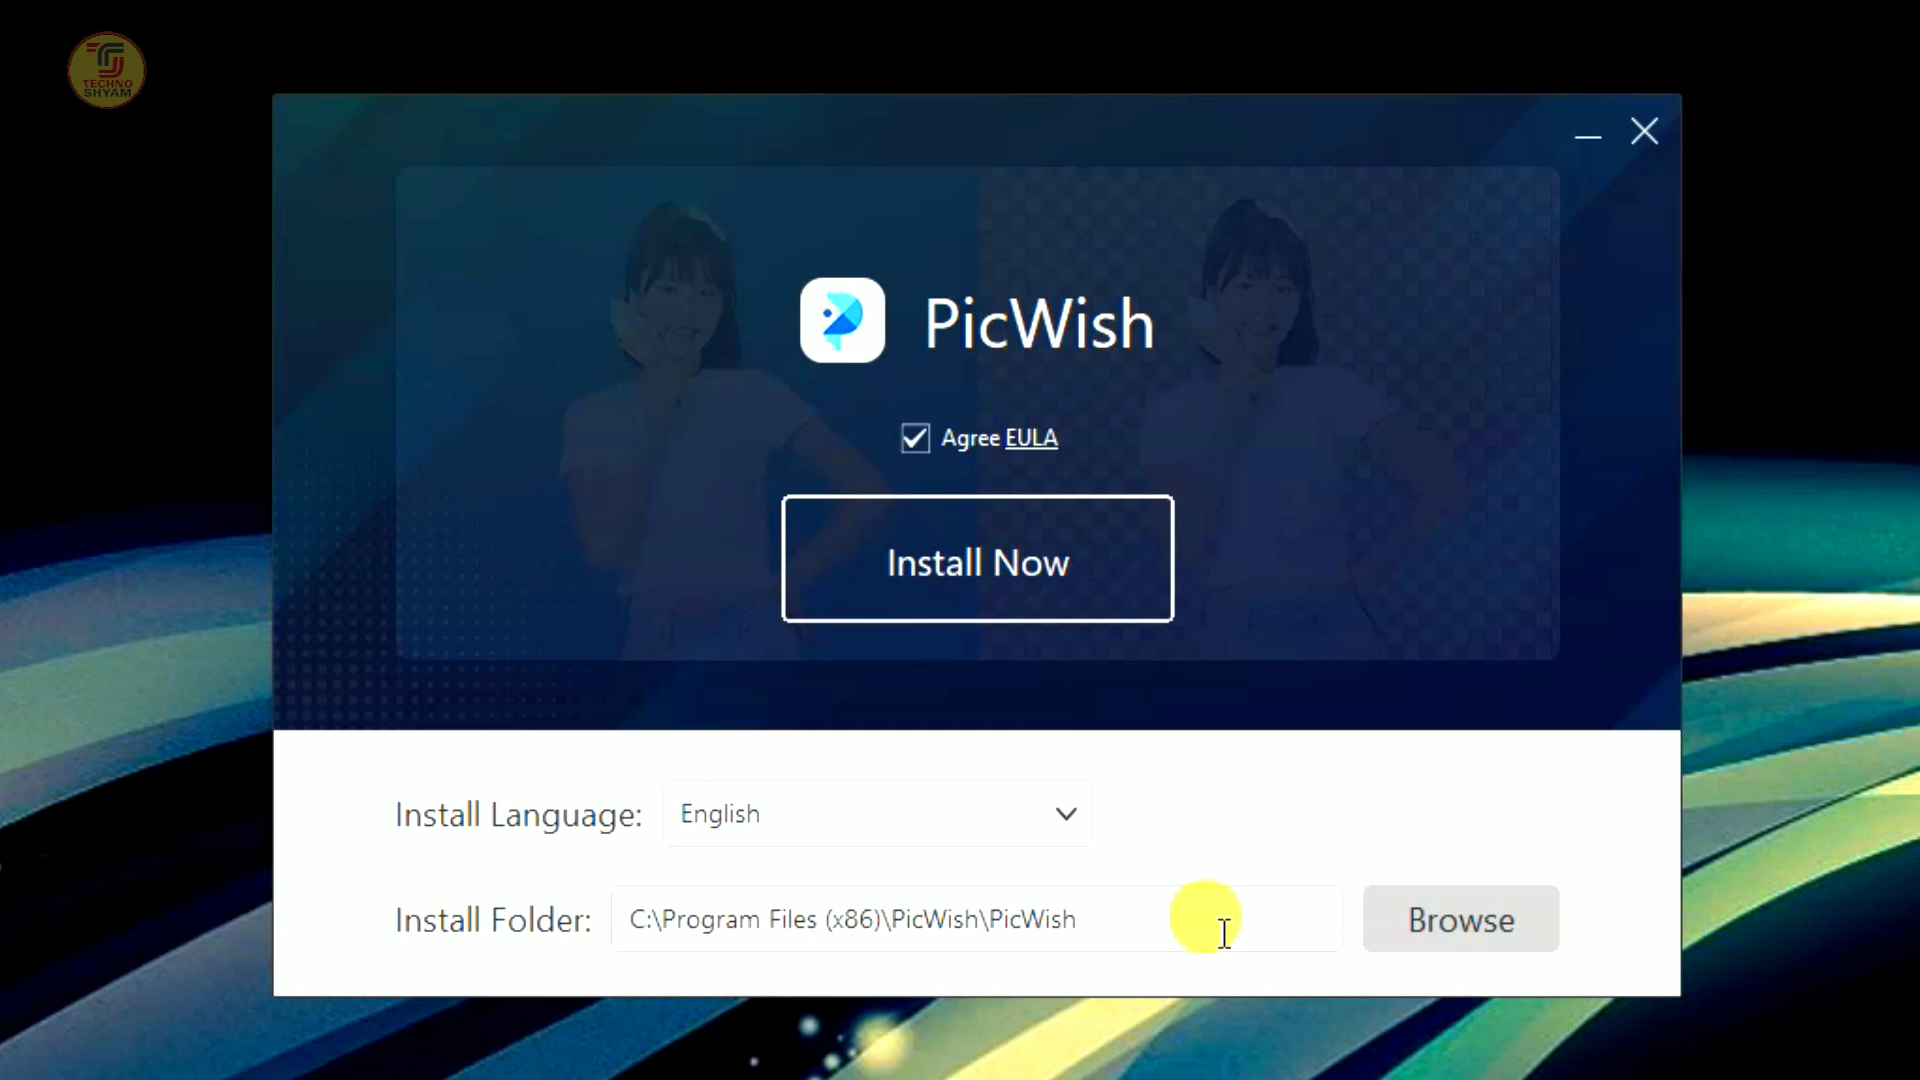 TECHNO
SHYAM
PicWish
Agree EULA
Install Now
Install Language: English
Install Folder: C:\Program Files (x86)\PicWish\PicWish Browse